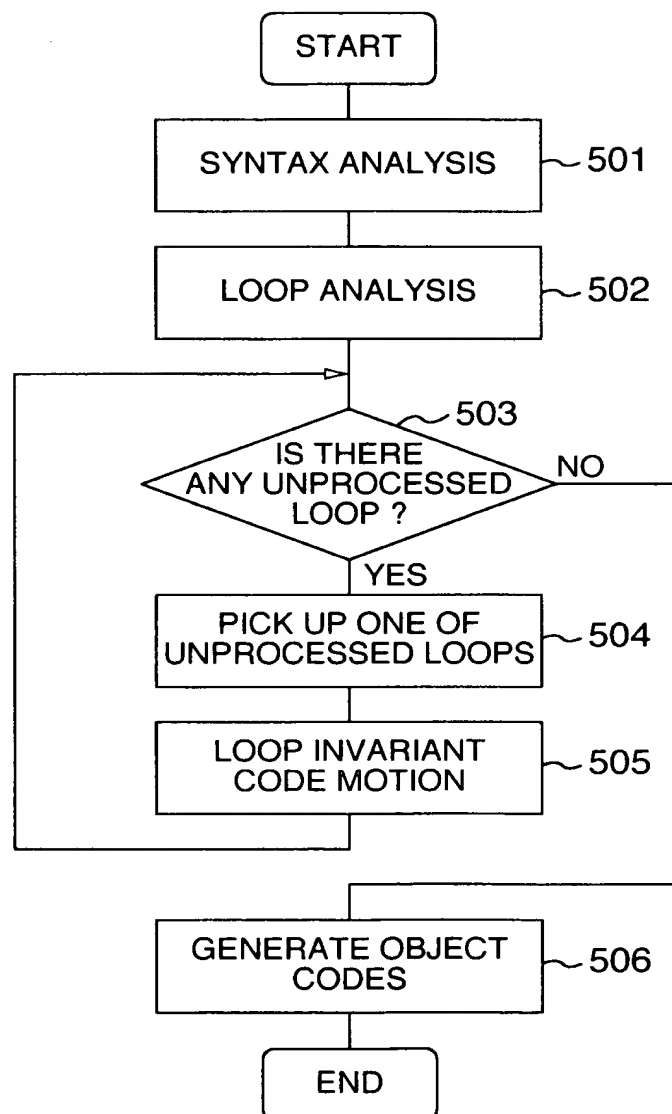 START
SYNTAX ANALYSIS
501
LOOP ANALYSIS
502
503
IS THERE
ANY UNPROCESSED
LOOP ?
NO
YES
PICK UP ONE OF
UNPROCESSED LOOPS
504
LOOP INVARIANT
CODE MOTION
505
GENERATE OBJECT
CODES
506
END